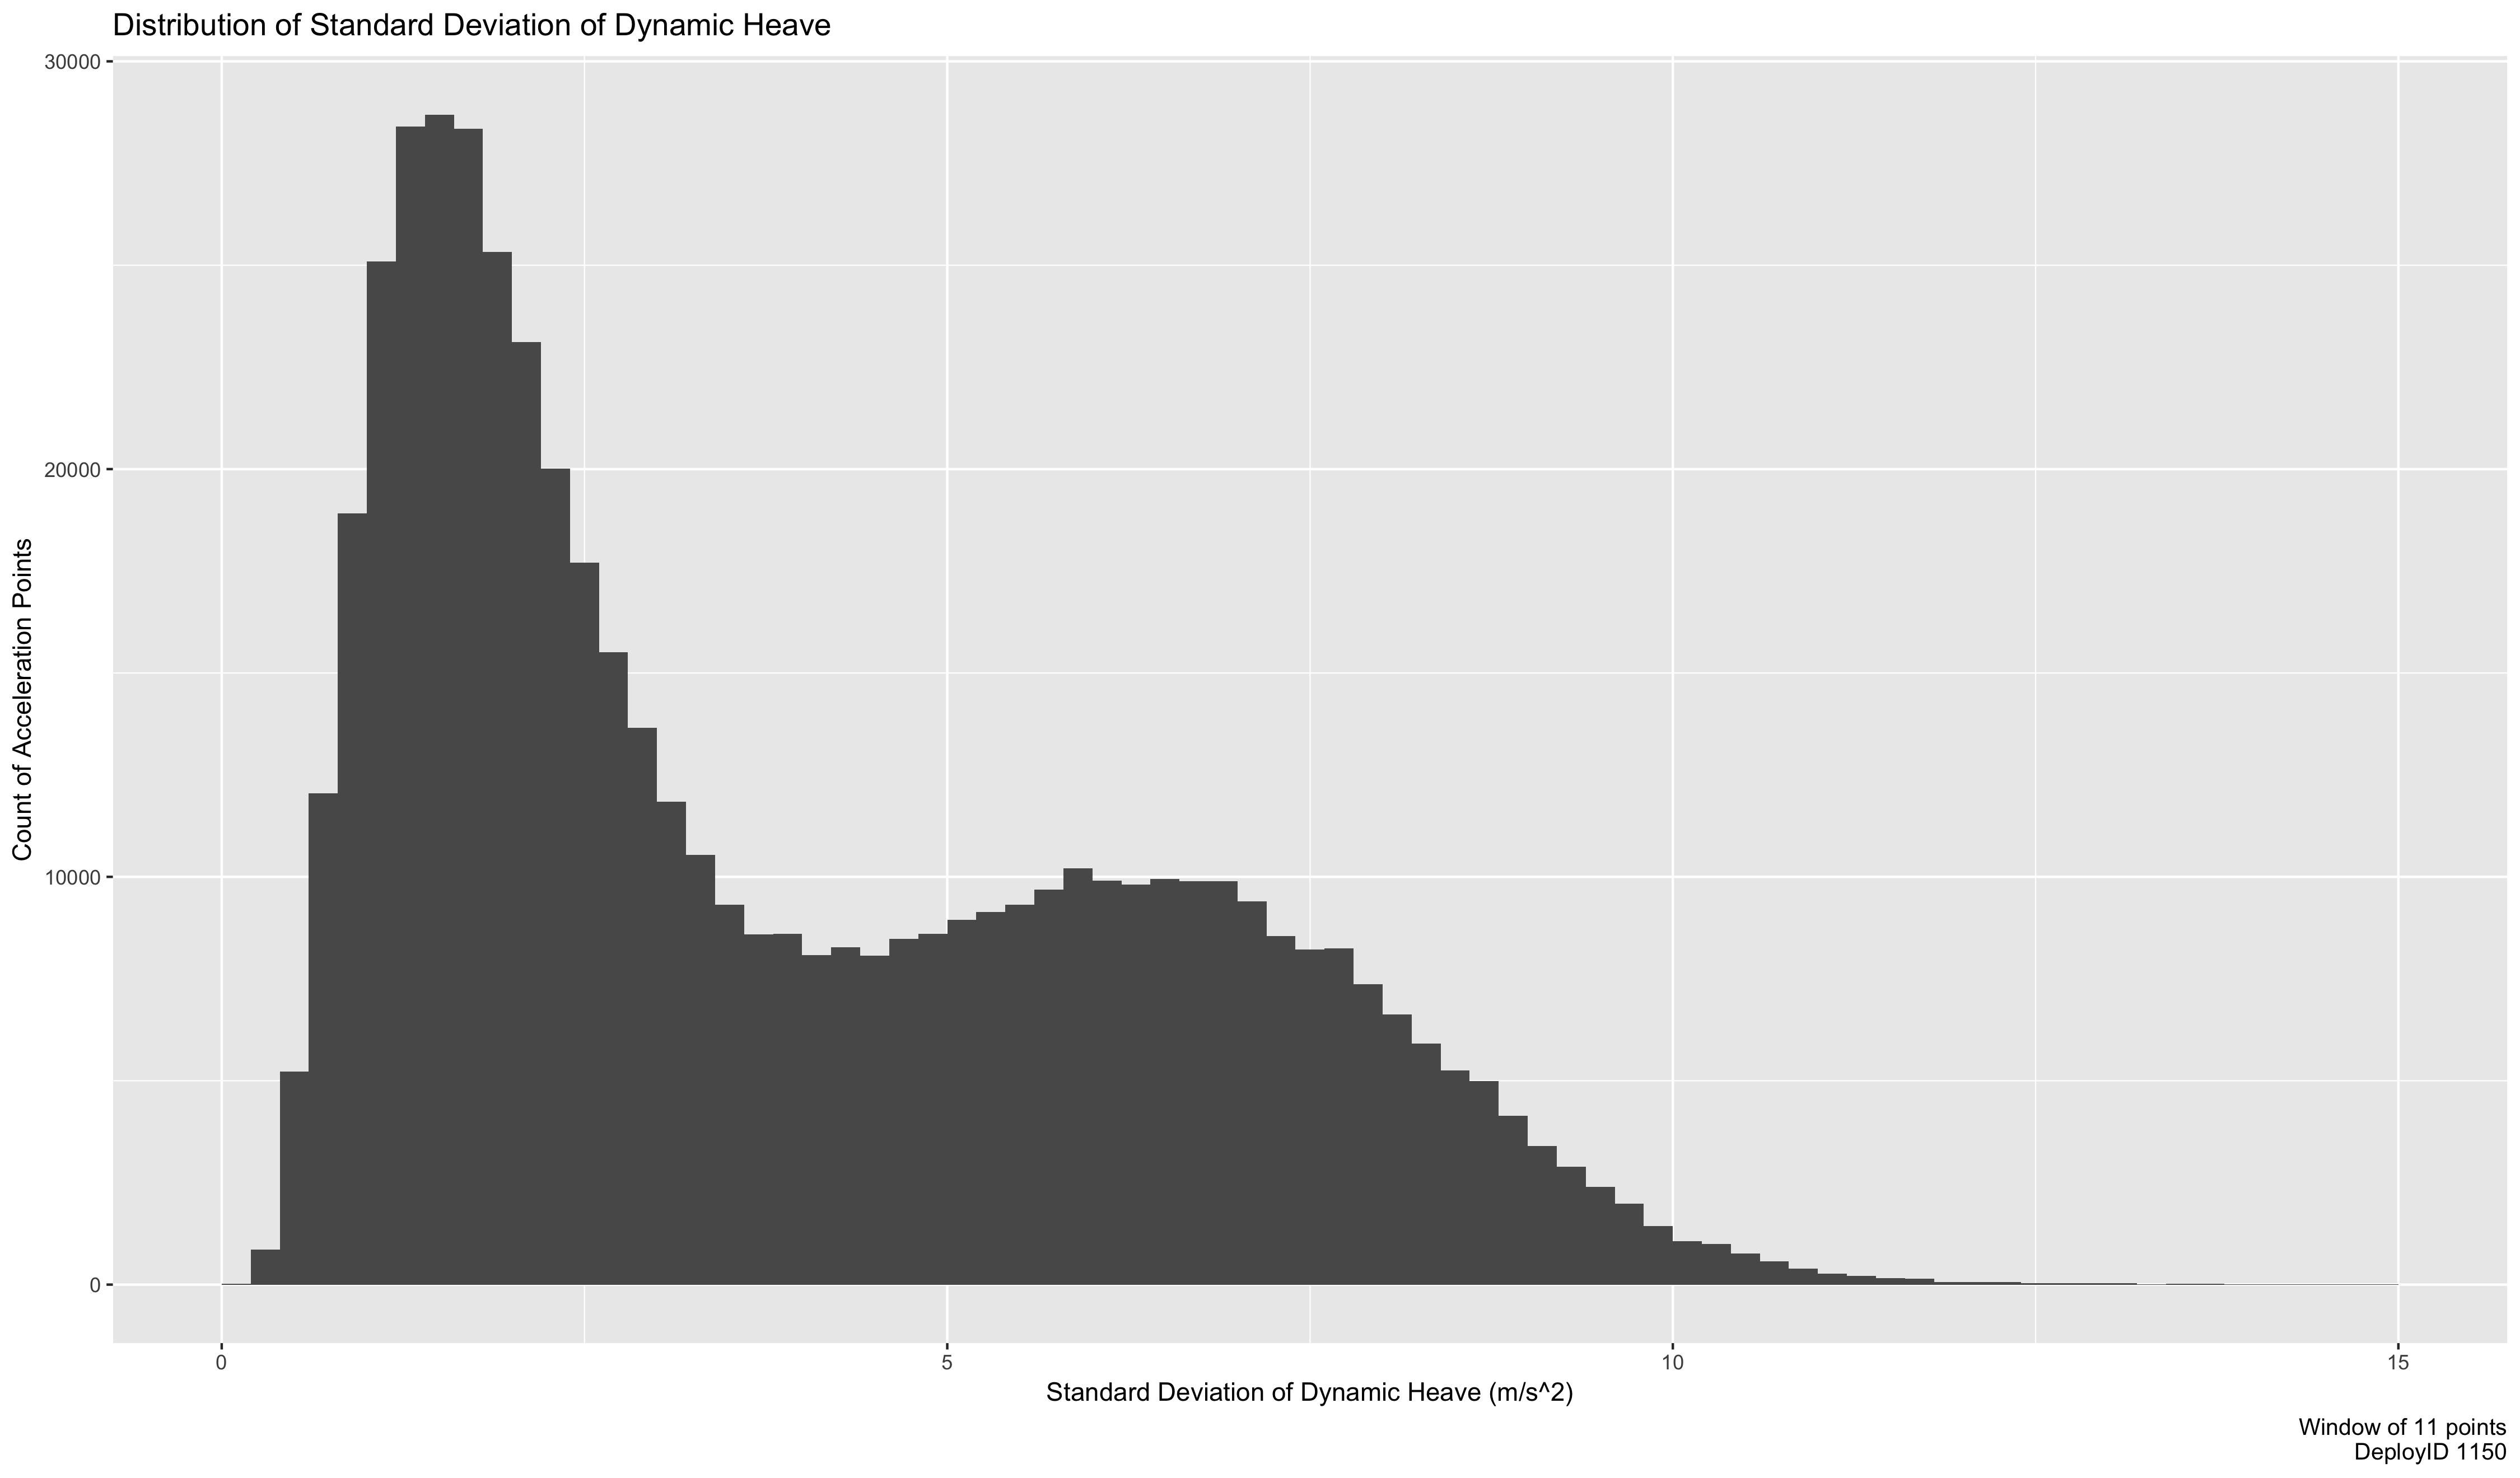 Distribution of Standard Deviation of Dynamic Heave
30000
20000
10000
0
Count of Acceleration Points
0
5
10
15
Standard Deviation of Dynamic Heave (m/s^2)
Window of 11 points
DeployID 1150